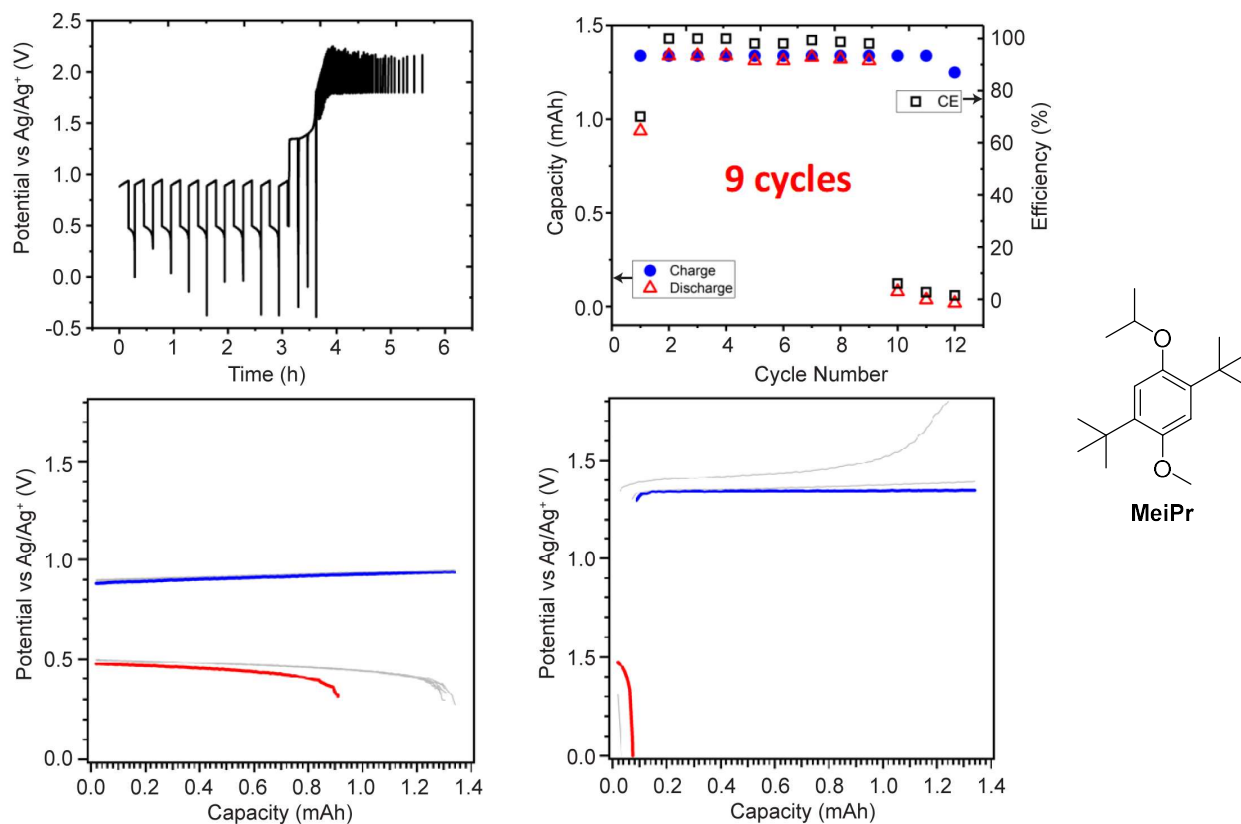 2.5
2.0
1.5
1.0
0.5
0.0
-0.5
Potential vs Ag/Ag⁺ (V)
0 1 2 3 4 5 6 7
Time (h)
1.5
1.0
0.5
0.0
Capacity (mAh)
9 cycles
CE
Charge
Discharge
100
80
60
40
20
0
Efficiency (%)
2 4 6 8 10 12
Cycle Number
1.5
1.0
0.5
0.0
Potential vs Ag/Ag⁺ (V)
0.0 0.2 0.4 0.6 0.8 1.0 1.2 1.4
Capacity (mAh)
1.5
1.0
1.5
0.0
Potential vs Ag/Ag⁺ (V)
0.0 0.2 0.4 0.6 0.8 1.0 1.2 1.4
Capacity (mAh)
O
O
MeiPr